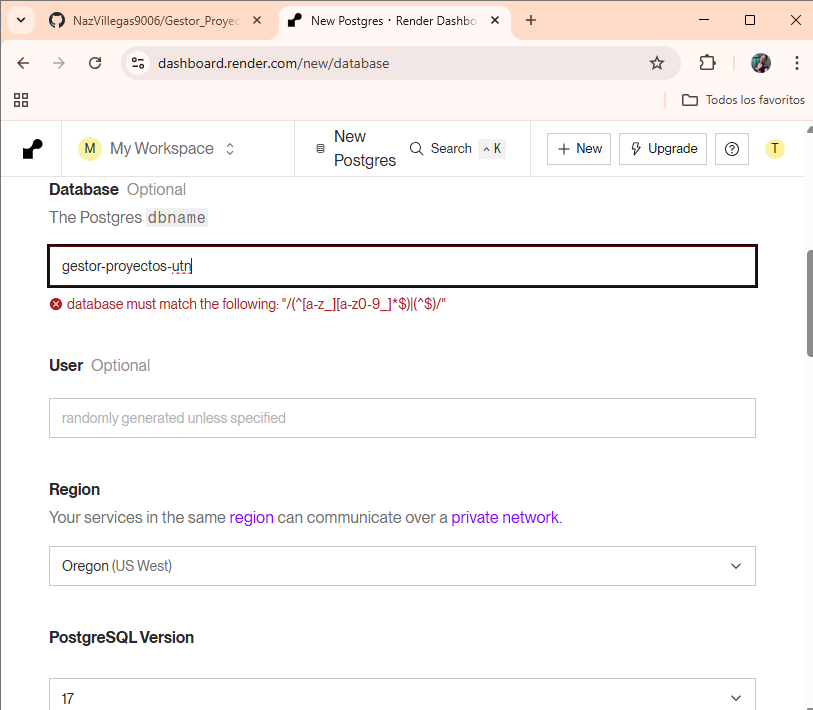 NazVillegas9006/Gestor_Proyec
New Postgres · Render Dashbo
dashboard.render.com/new/database
Todos los favoritos
M My Workspace
New Postgres
Search ^ K
+ New
Upgrade
T
Database Optional
The Postgres dbname
gestor-proyectos-utn
database must match the following: "/(^[a-z_][a-z0-9_]*$)|(^$)/"
User Optional
randomly generated unless specified
Region
Your services in the same region can communicate over a private network.
Oregon (US West)
PostgreSQL Version
17